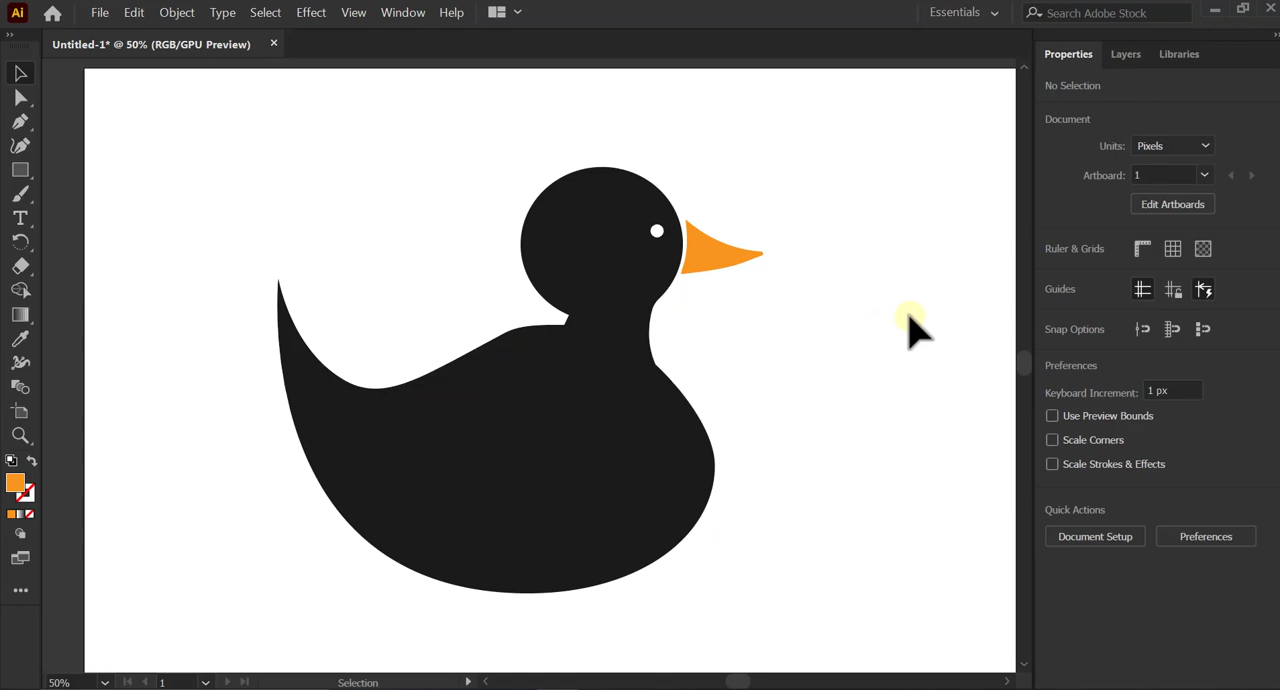 Ai File Edit Object Type Select Effect View Window Help Essentials Search Adobe Stock
Untitled-1* @ 50% (RGB/GPU Preview)
Properties Layers Libraries
No Selection
Document
Units: Pixels
Artboard: 1
Edit Artboards
Ruler & Grids
Guides
Snap Options
Preferences
Keyboard Increment: 1 px
Use Preview Bounds
Scale Corners
Scale Strokes & Effects
Quick Actions
Document Setup Preferences
50% 1 Selection